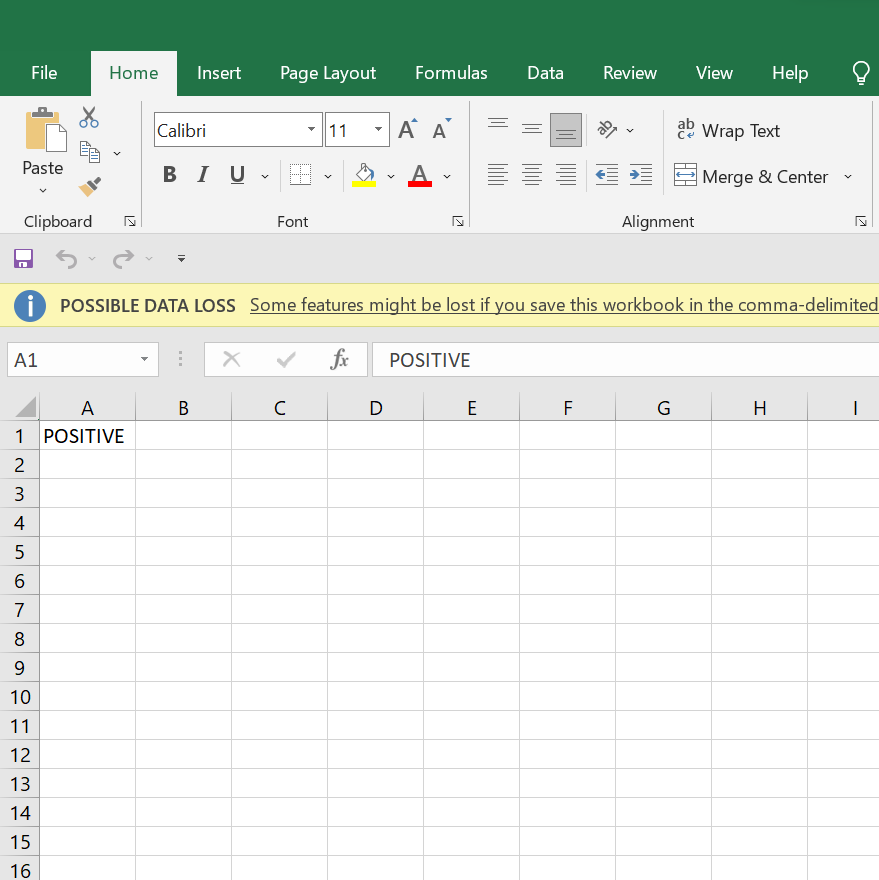 File Home Insert Page Layout Formulas Data Review View Help
Calibri 11 A A ab c Wrap Text
Paste B I U A Merge & Center
Clipboard Font Alignment
POSSIBLE DATA LOSS Some features might be lost if you save this workbook in the comma-delimited
A1 fx POSITIVE
A B C D E F G H I
1 POSITIVE
2
3
4
5
6
7
8
9
10
11
12
13
14
15
16